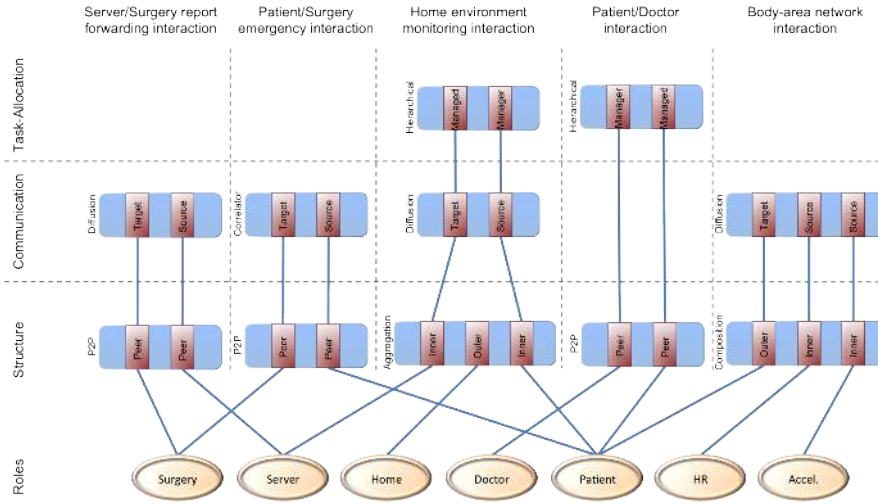 Server/Surgery report
forwarding interaction
Patient/Surgery
emergency interaction
Home environment
monitoring interaction
Patient/Doctor
interaction
Body-area network
interaction
Task-Allocation
Hierarchical
Managed
Manager
Hierarchical
Manager
Managed
Communication
Diffusion
Target
Source
Correlator
Target
Source
Diffusion
Target
Source
Diffusion
Target
Source
Source
Structure
P2P
Peer
Peer
P2P
Peer
Peer
Aggregation
Inner
Outer
Inner
P2P
Peer
Peer
Composition
Outer
Inner
Inner
Roles
Surgery
Server
Home
Doctor
Patient
HR
Accel.